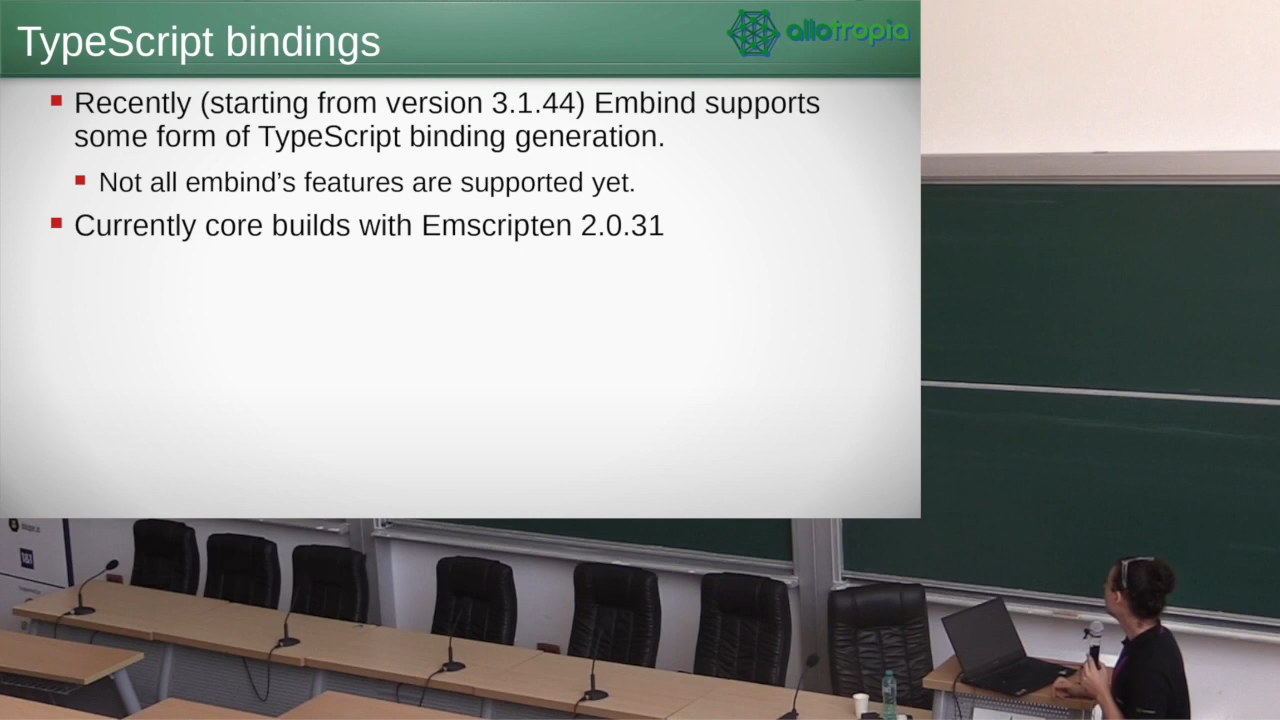 TypeScript bindings
allotropia
Recently (starting from version 3.1.44) Embind supports
some form of TypeScript binding generation.
Not all embind’s features are supported yet.
Currently core builds with Emscripten 2.0.31